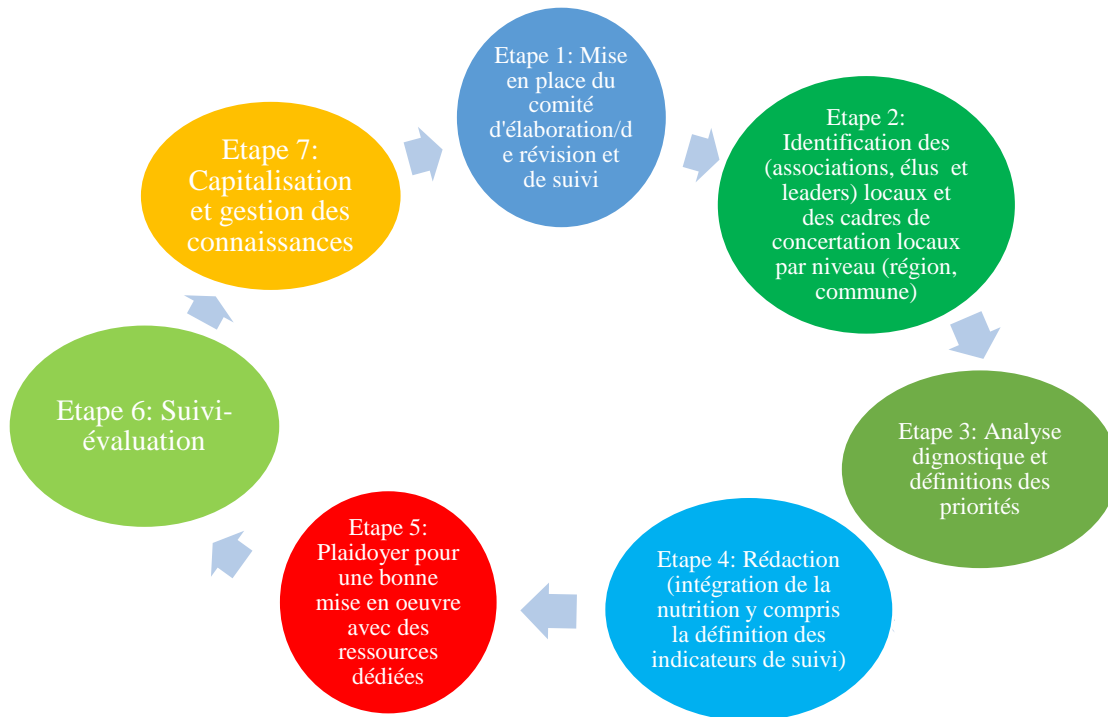 Etape 1: Mise
en place du
comité
d'élaboration/d
e révision et
de suivi
Etape 2:
Identification des
(associations, élus et
leaders) locaux et
des cadres de
concertation locaux
par niveau (région,
commune)
Etape 3: Analyse
dignostique et
définitions des
priorités
Etape 4: Rédaction
(intégration de la
nutrition y compris
la définition des
indicateurs de suivi)
Etape 5:
Plaidoyer pour
une bonne
mise en oeuvre
avec des
ressources
dédiées
Etape 6: Suivi-
évaluation
Etape 7:
Capitalisation
et gestion des
connaissances